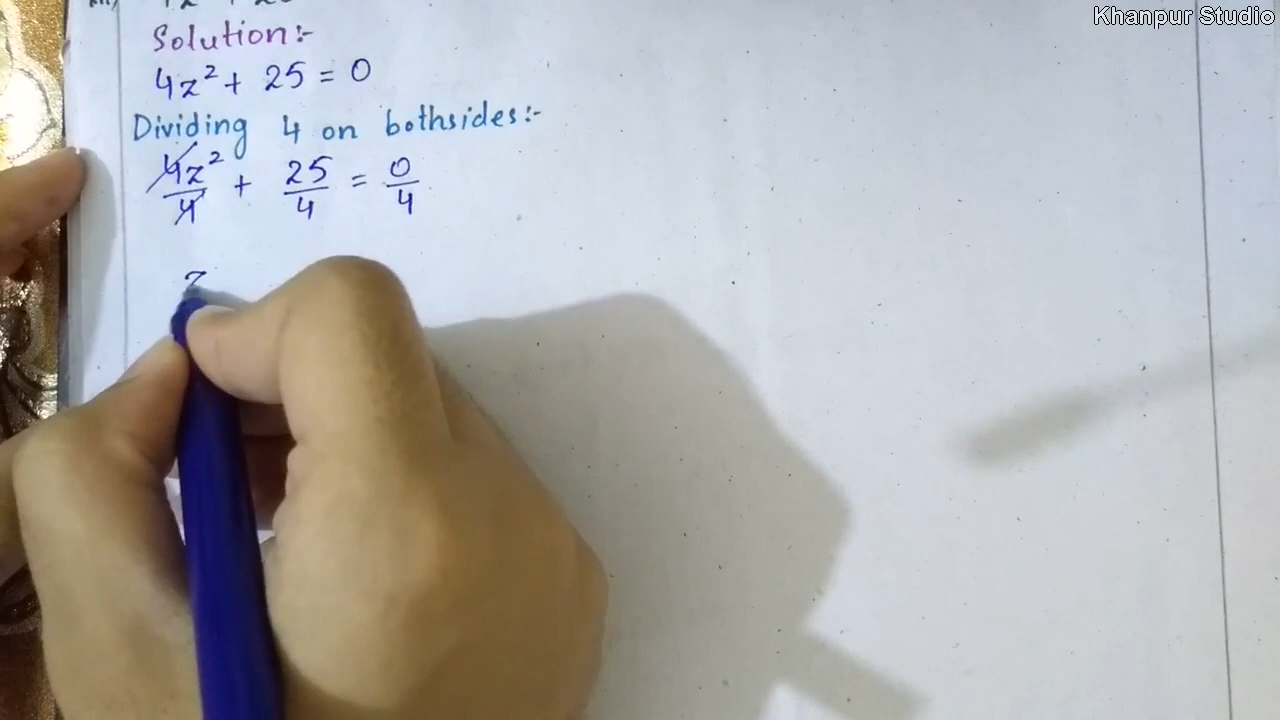 Khanpur Studio
Solution:-
4z² + 25 = 0
Dividing 4 on bothsides:-
4z²/4 + 25/4 = 0/4
z